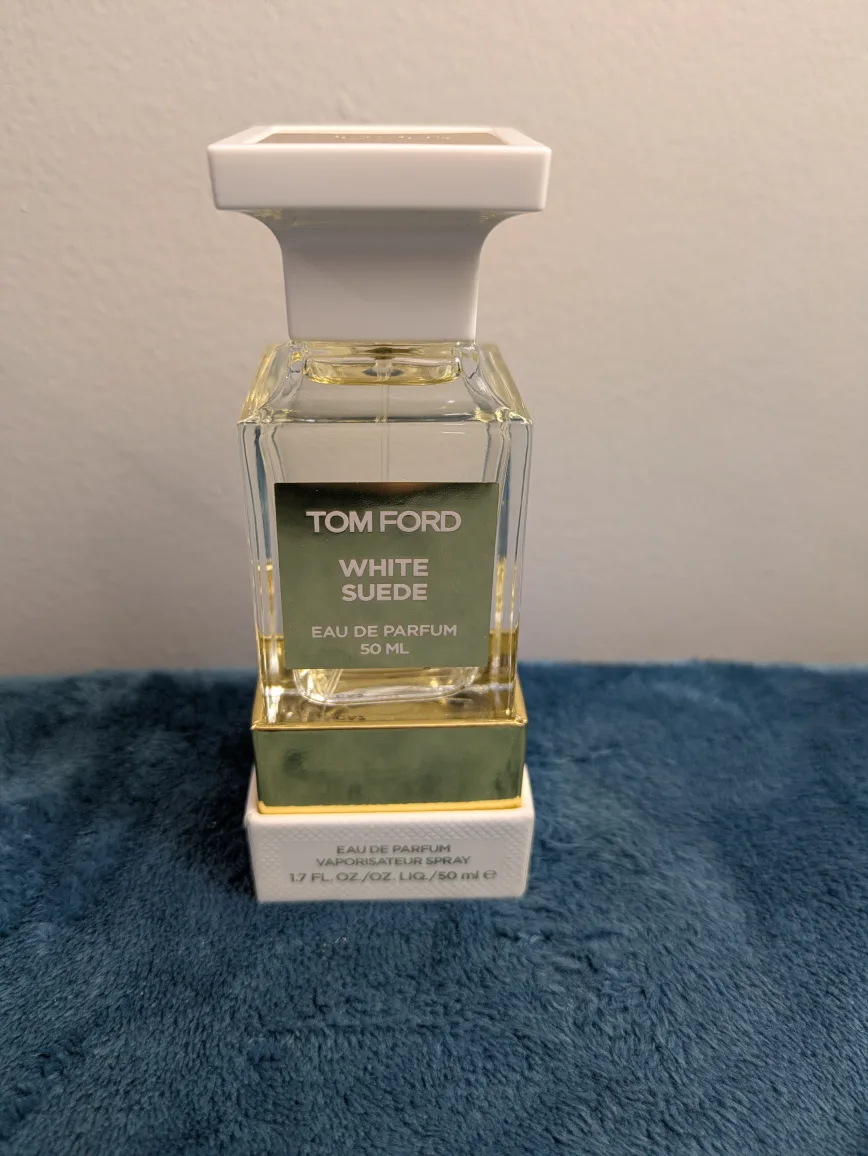 TOM FORD
WHITE
SUEDE
EAU DE PARFUM
50 ML
EAU DE PARFUM
VAPORISATEUR SPRAY
1.7 FL. OZ./OZ. LIQ./50 ml ℮